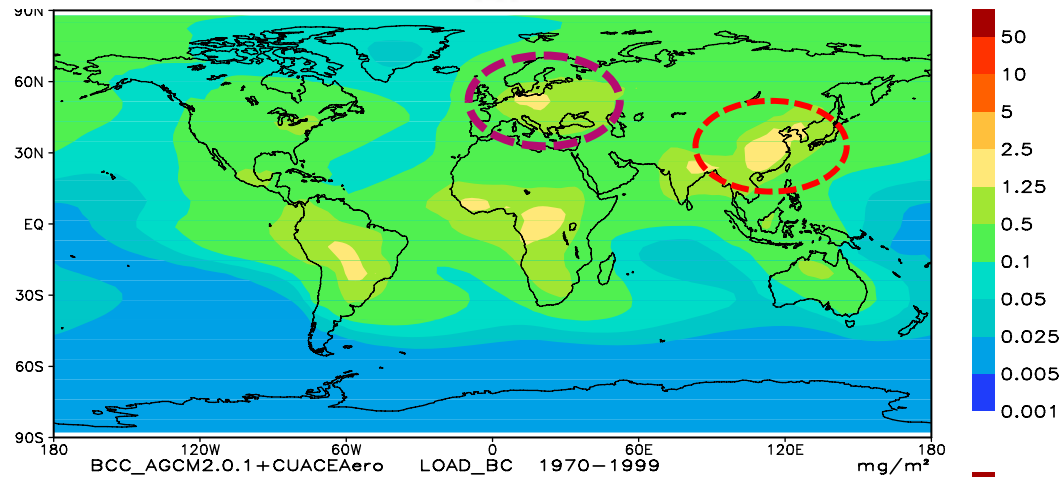 90N
60N
30N
EQ
30S
60S
90S
180 120W 60W 0 60E 120E 180
BCC_AGCM2.0.1+CUACEAero LOAD_BC 1970-1999 mg/m²
50
10
5
2.5
1.25
0.5
0.1
0.05
0.025
0.005
0.001